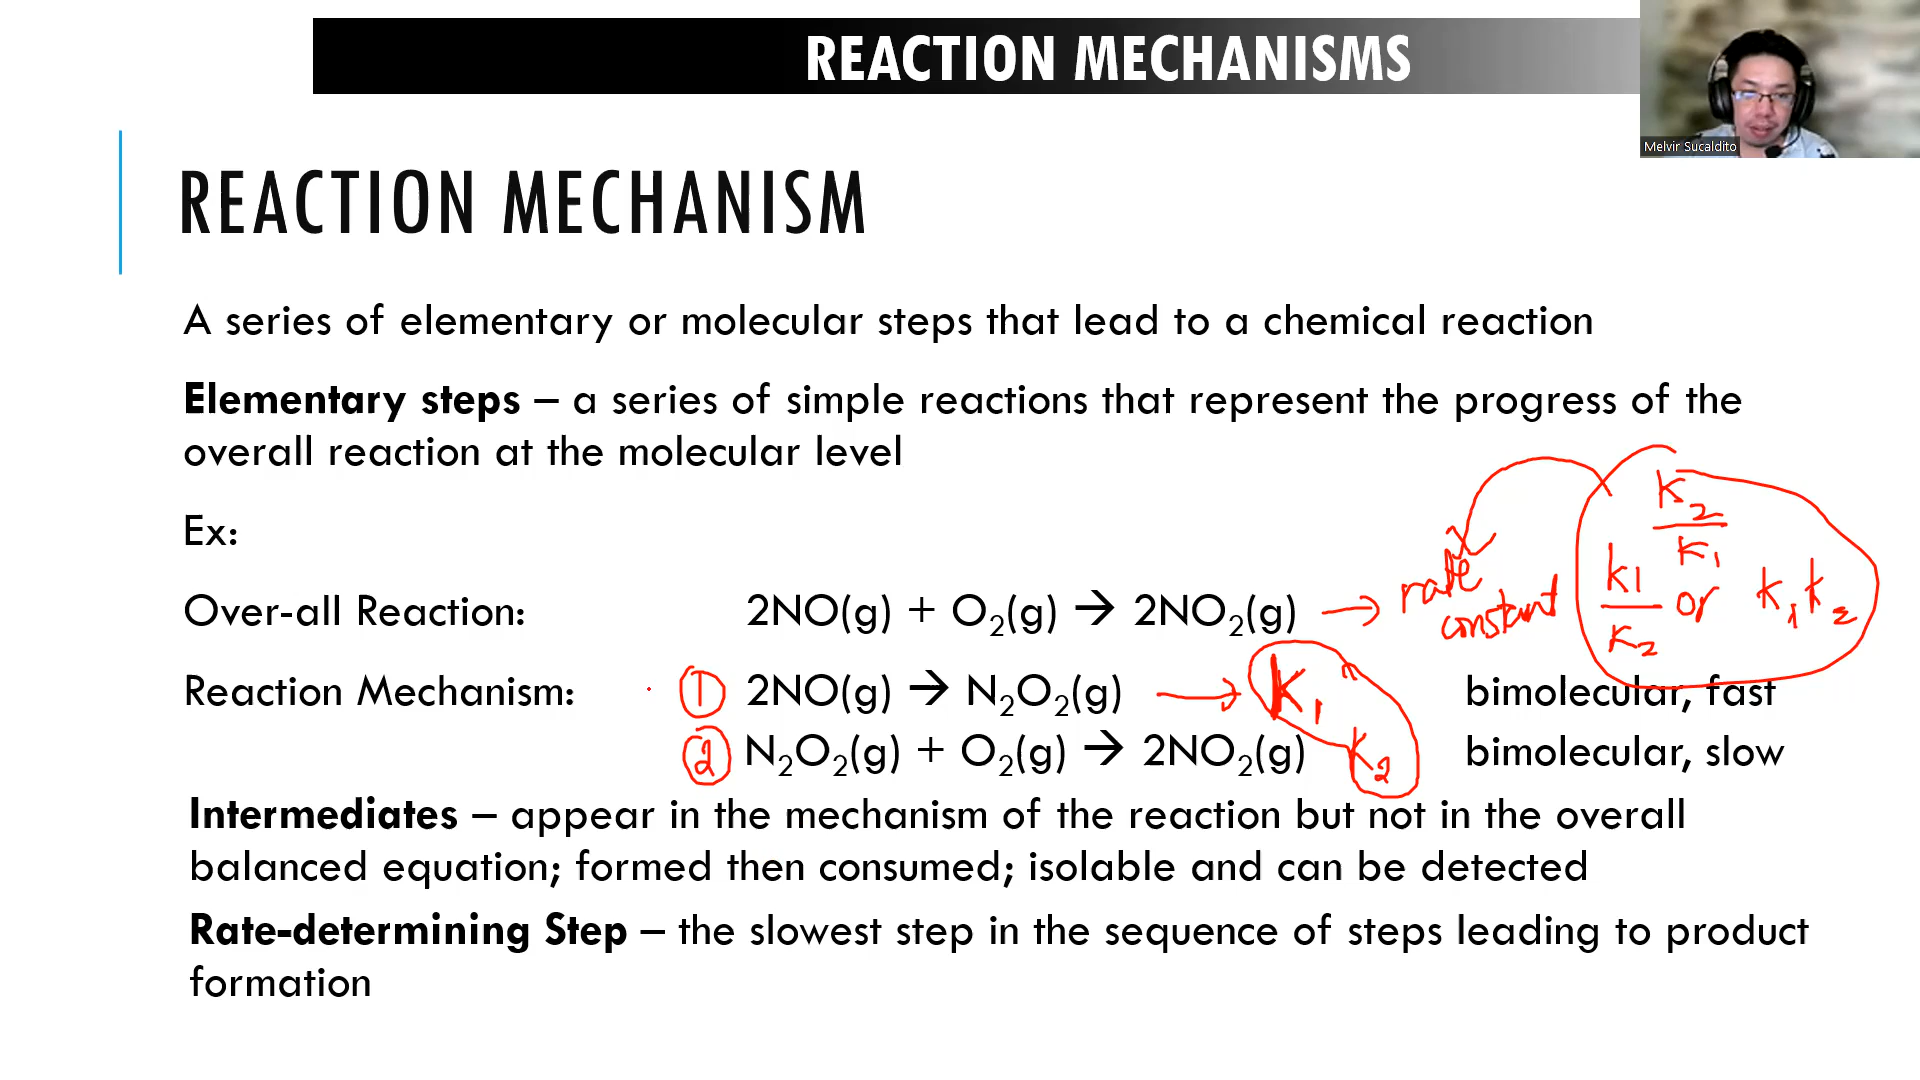 REACTION MECHANISMS
Melvir Sucaldito
REACTION MECHANISM
A series of elementary or molecular steps that lead to a chemical reaction
Elementary steps – a series of simple reactions that represent the progress of the
overall reaction at the molecular level
Ex:
Over-all Reaction: 2NO(g) + O₂(g) → 2NO₂(g) → rate constant
K₂/K₁
k₁/K₂ or k₁k₂
Reaction Mechanism: ① 2NO(g) → N₂O₂(g) → K₁ bimolecular, fast
② N₂O₂(g) + O₂(g) → 2NO₂(g) K₂ bimolecular, slow
Intermediates – appear in the mechanism of the reaction but not in the overall
balanced equation; formed then consumed; isolable and can be detected
Rate-determining Step – the slowest step in the sequence of steps leading to product
formation